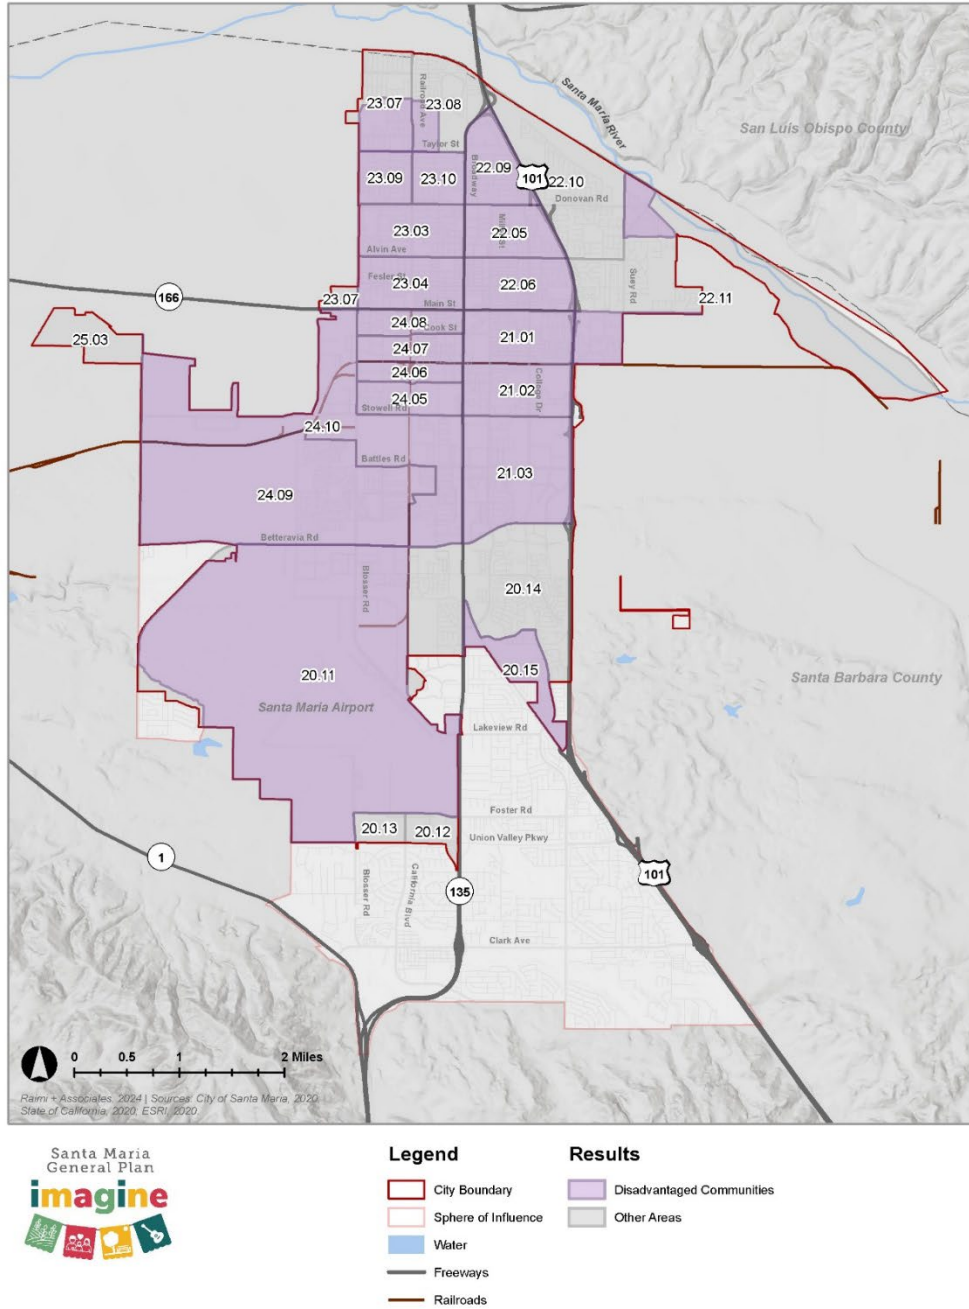 Santa Maria River
San Luis Obispo County
23.07
Railroad Ave
23.08
Taylor St
23.09
23.10
Broadway
22.09
101
22.10
Donovan Rd
23.03
22.05
Alvin Ave
Fesler St
23.04
22.06
Suey Rd
166
23.07
Main St
22.11
25.03
24.08
Cook St
21.01
24.07
24.06
24.05
21.02
College Dr
Stowell Rd
24.10
Battles Rd
21.03
24.09
Betteravia Rd
Blosser Rd
20.14
20.11
20.15
Santa Maria Airport
Santa Barbara County
Lakeview Rd
Foster Rd
20.13
20.12
Union Valley Pkwy
1
Blosser Rd
California Blvd
135
101
Clark Ave
0 0.5 1 2 Miles
Raimi + Associates, 2024 | Sources: City of Santa Maria, 2020
State of California, 2020; ESRI, 2020.
Santa Maria
General Plan
imagine
Legend
City Boundary
Sphere of Influence
Water
Freeways
Railroads
Results
Disadvantaged Communities
Other Areas